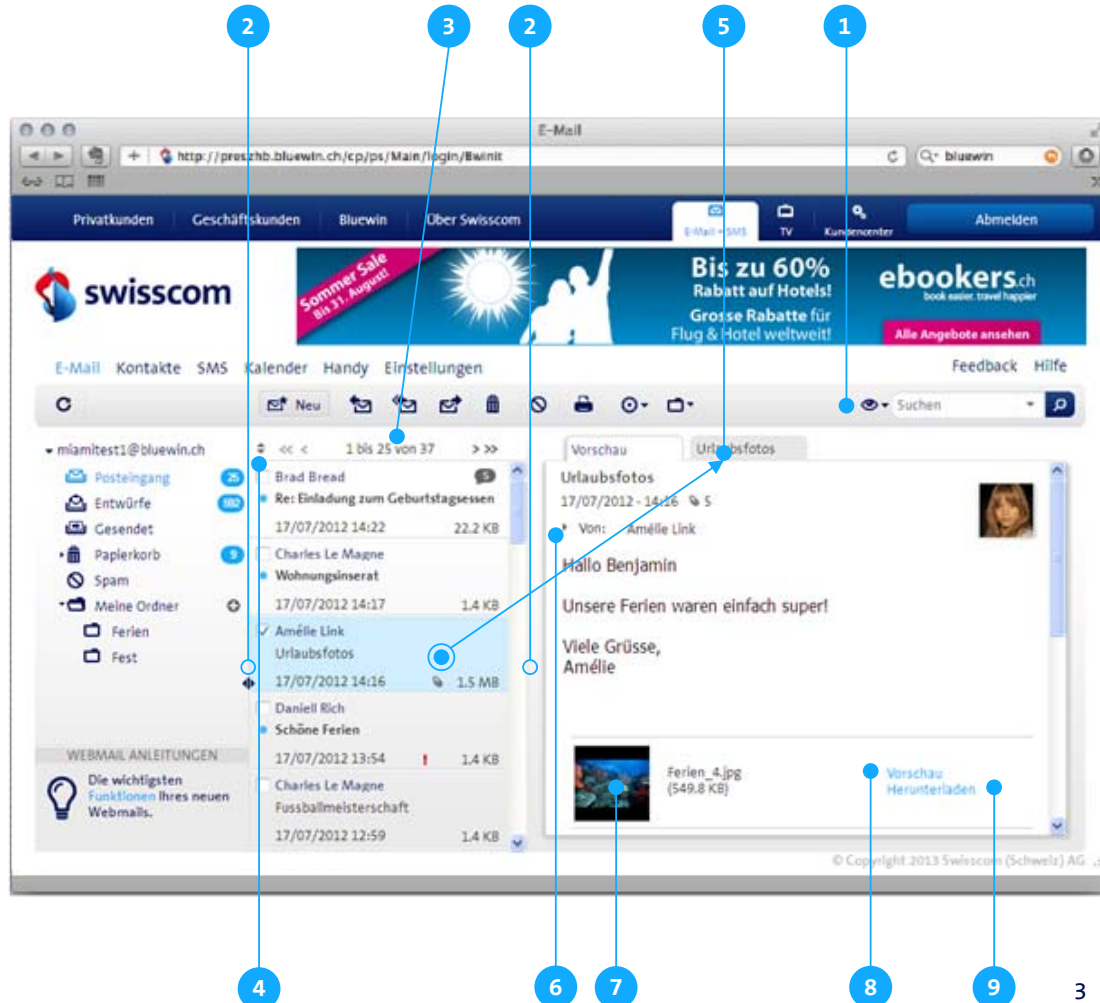 2 3 2 5 1
E-Mail
http://preszhb.bluewin.ch/cp/ps/Main/login/Bwinit
bluewin
Privatkunden Geschäftskunden Bluewin Über Swisscom E-Mail + SMS TV Kundencenter Abmelden
swisscom
Sommer Sale
Bis 31. August!
Bis zu 60%
Rabatt auf Hotels!
Grosse Rabatte für
Flug & Hotel weltweit!
ebookers.ch
book easier. travel happier
Alle Angebote ansehen
E-Mail Kontakte SMS Kalender Handy Einstellungen Feedback Hilfe
Neu Suchen
miamitest1@bluewin.ch
Posteingang 25
Entwürfe 592
Gesendet
Papierkorb 9
Spam
Meine Ordner
Ferien
Fest
WEBMAIL ANLEITUNGEN
Die wichtigsten
Funktionen Ihres neuen
Webmails.
<< < 1 bis 25 von 37 > >>
Brad Bread 5
Re: Einladung zum Geburtstagsessen
17/07/2012 14:22 22.2 KB
Charles Le Magne
Wohnungsinserat
17/07/2012 14:17 1.4 KB
Amélie Link
Urlaubsfotos
17/07/2012 14:16 1.5 MB
Daniell Rich
Schöne Ferien
17/07/2012 13:54 ! 1.4 KB
Charles Le Magne
Fussballmeisterschaft
17/07/2012 12:59 1.4 KB
Vorschau Urlaubsfotos
Urlaubsfotos
17/07/2012 - 14:16 5
Von: Amélie Link
Hallo Benjamin
Unsere Ferien waren einfach super!
Viele Grüsse,
Amélie
Ferien_4.jpg
(549.8 KB)
Vorschau
Herunterladen
© Copyright 2013 Swisscom (Schweiz) AG
4 6 7 8 9
3